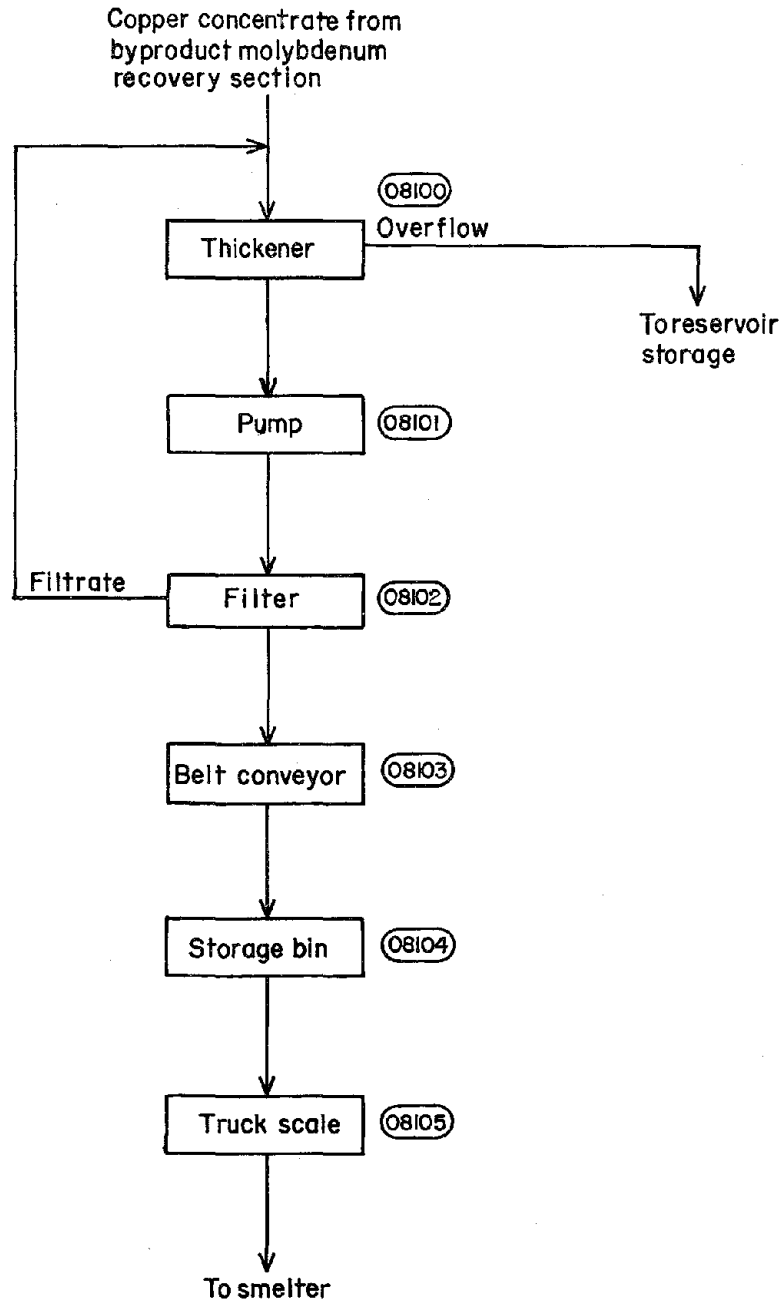 Copper concentrate from
byproduct molybdenum
recovery section
08100
Overflow
Thickener
To reservoir
storage
Pump
08101
Filtrate
Filter
08102
Belt conveyor
08103
Storage bin
08104
Truck scale
08105
To smelter